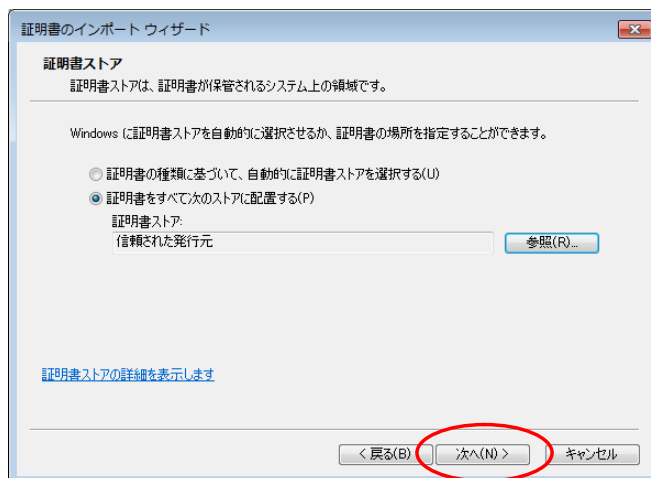 証明書のインポート ウィザード
証明書ストア
証明書ストアは、証明書が保管されるシステム上の領域です。
Windows に証明書ストアを自動的に選択させるか、証明書の場所を指定することができます。
証明書の種類に基づいて、自動的に証明書ストアを選択する(U)
証明書をすべて次のストアに配置する(P)
証明書ストア:
信頼された発行元
参照(R)...
証明書ストアの詳細を表示します
< 戻る(B)
次へ(N) >
キャンセル